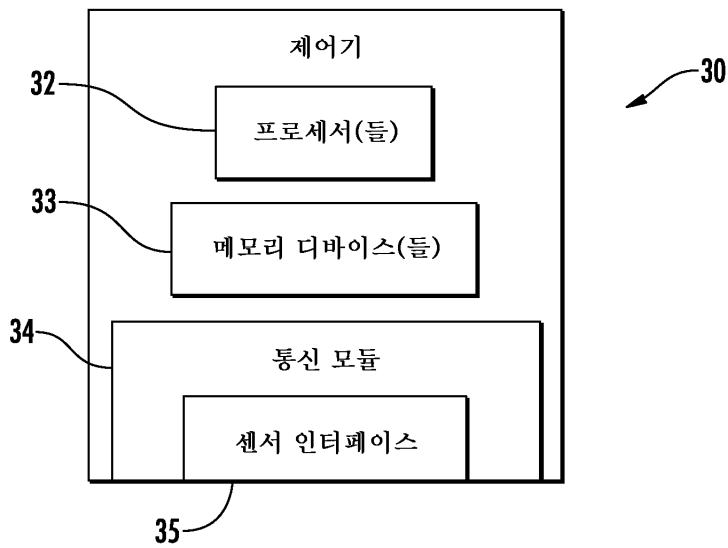 제어기
30
32
프로세서(들)
33
메모리 디바이스(들)
34
통신 모듈
센서 인터페이스
35